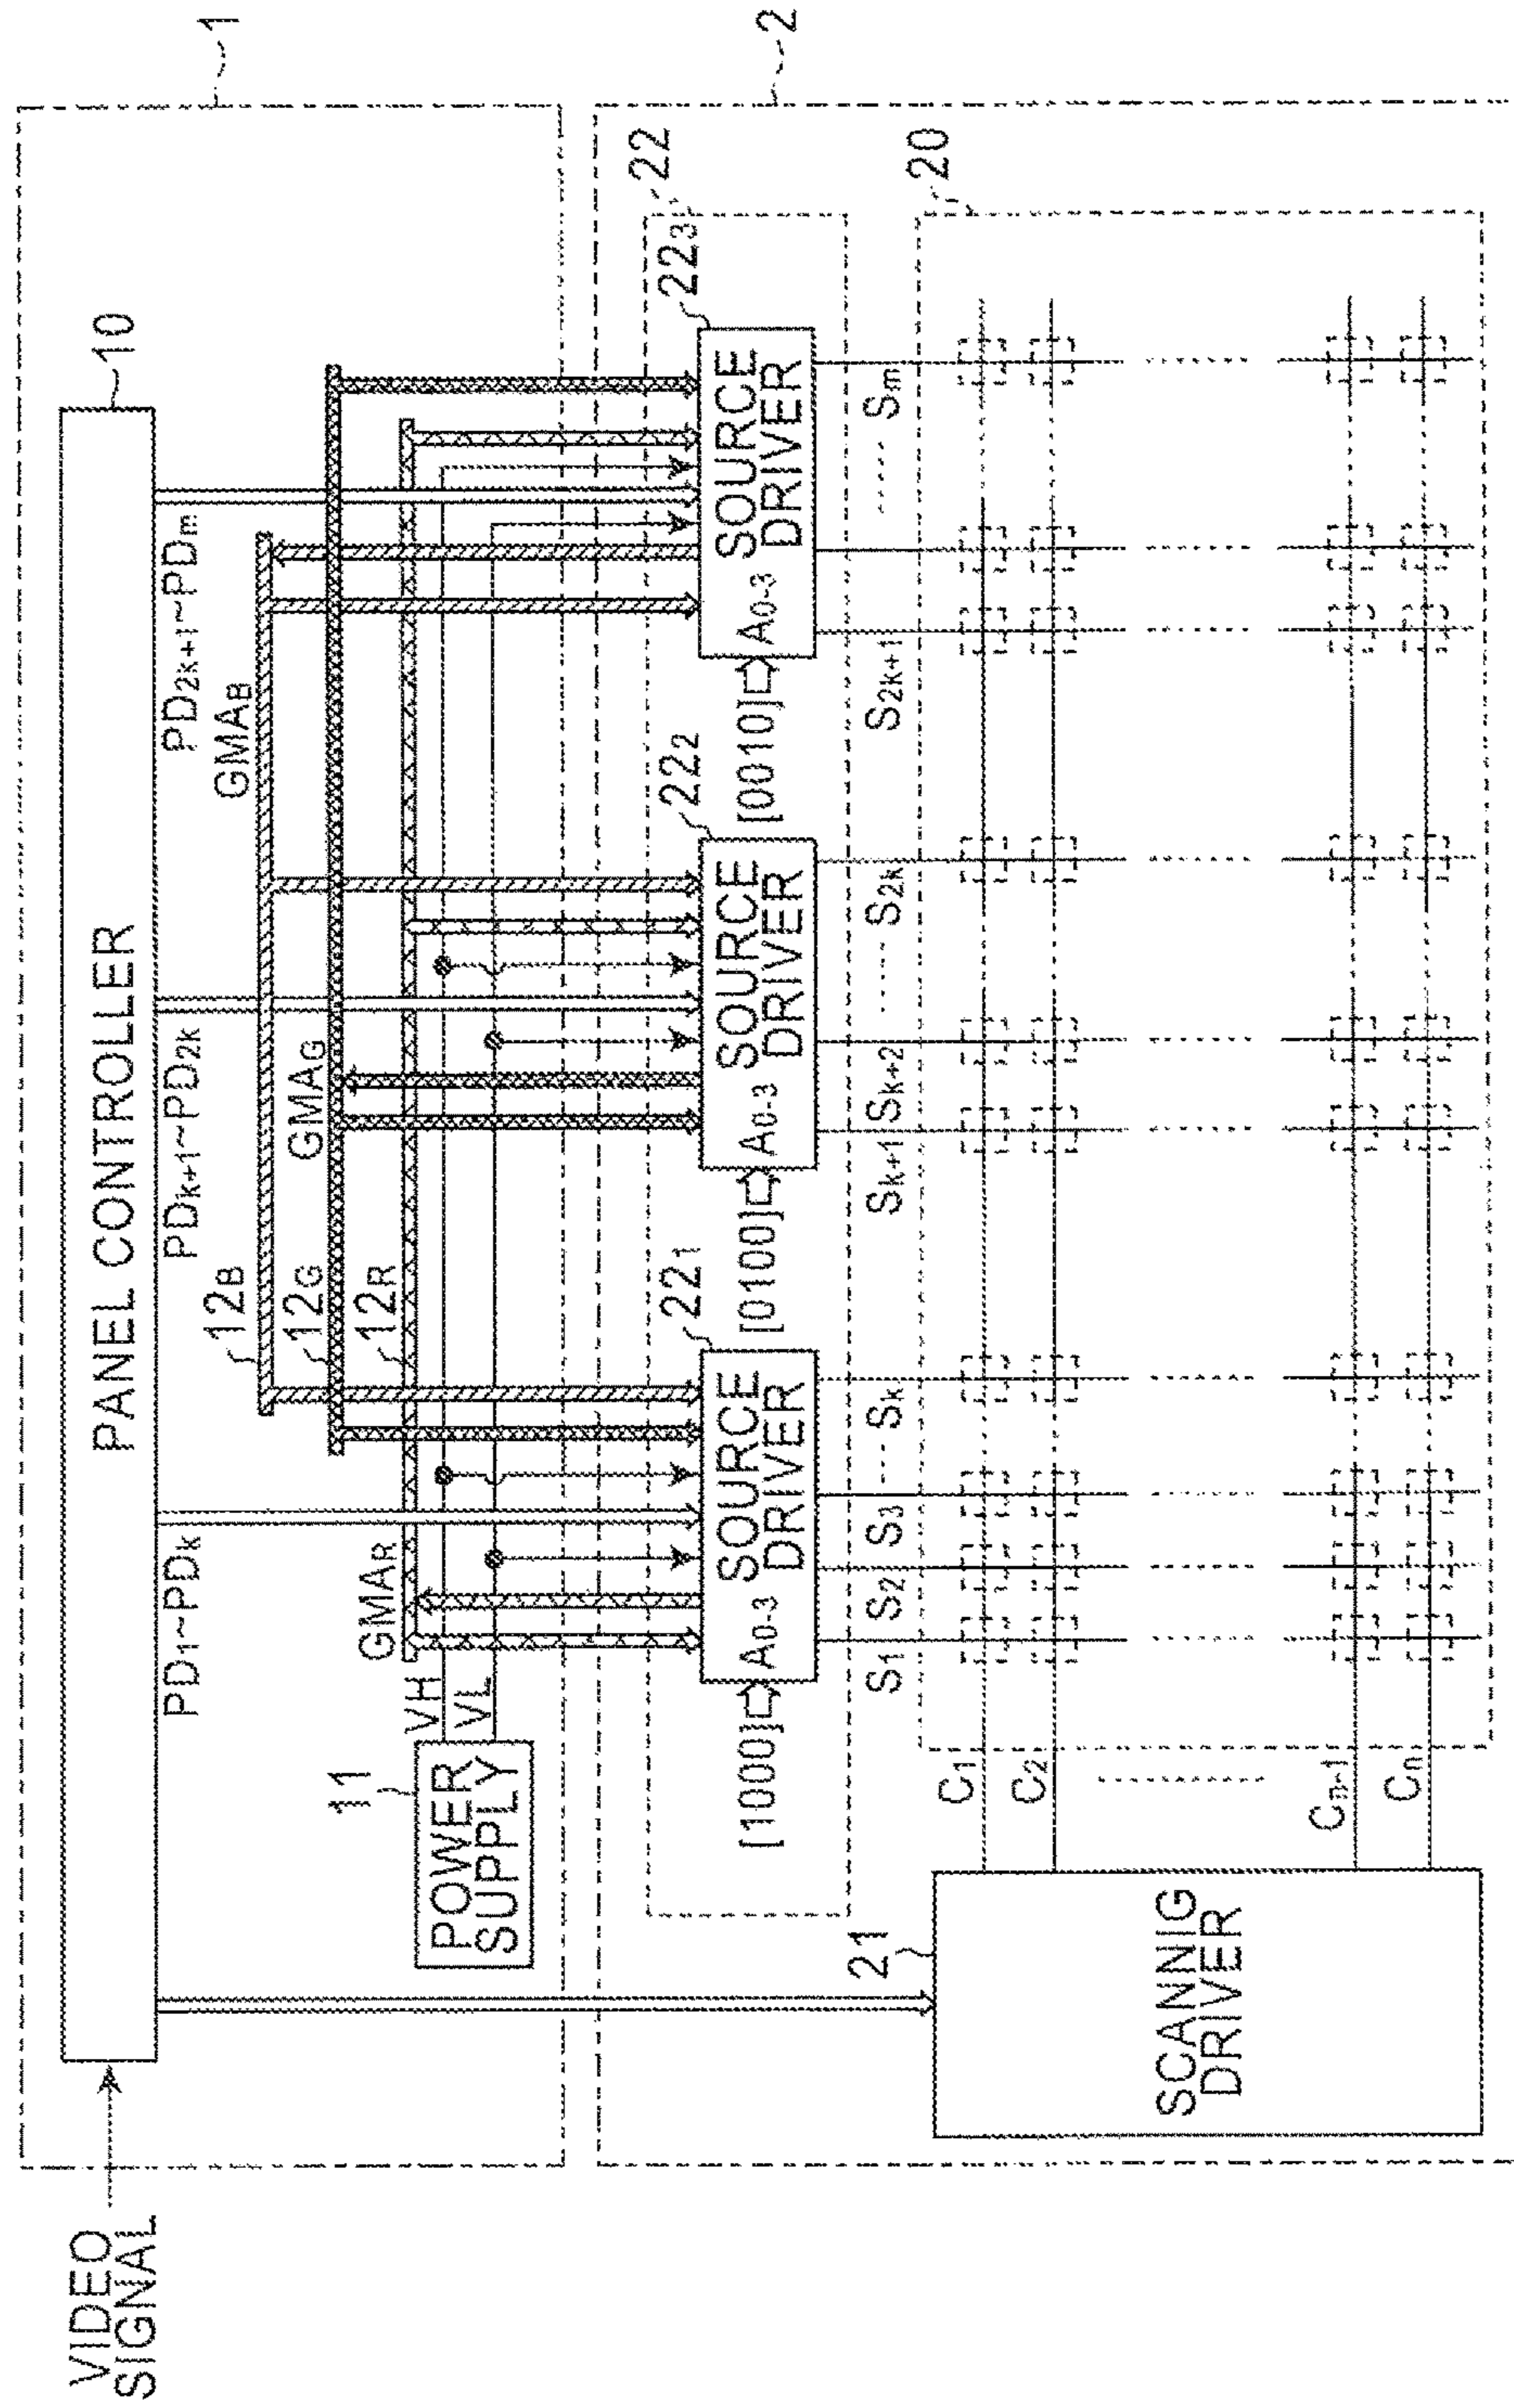 VIDEO
SIGNAL
PANEL CONTROLLER
10
1
PD₁~PDₖ
PDₖ₊₁~PD₂ₖ
PD₂ₖ₊₁~PDₘ
12B
GMAB
12G
GMAG
12R
GMAR
11
POWER
SUPPLY
VH
VL
2
22
22₁
22₂
22₃
[1000]
A₀₋₃
SOURCE
DRIVER
[0100]
A₀₋₃
SOURCE
DRIVER
[0010]
A₀₋₃
SOURCE
DRIVER
S₁
S₂
S₃
Sₖ
Sₖ₊₁
Sₖ₊₂
S₂ₖ
S₂ₖ₊₁
Sₘ
20
21
SCANNIG
DRIVER
C₁
C₂
Cₙ₋₁
Cₙ